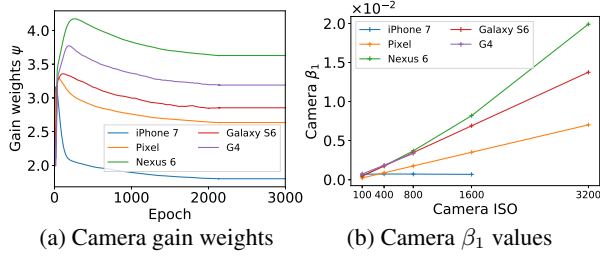 Gain weights ψ
4.0
3.5
3.0
2.5
2.0
iPhone 7
Pixel
Nexus 6
Galaxy S6
G4
0 1000 2000 3000
Epoch
(a) Camera gain weights
×10⁻²
Camera β₁
2.0
1.5
1.0
0.5
0.0
iPhone 7
Pixel
Nexus 6
Galaxy S6
G4
100 400 800 1600 3200
Camera ISO
(b) Camera β₁ values